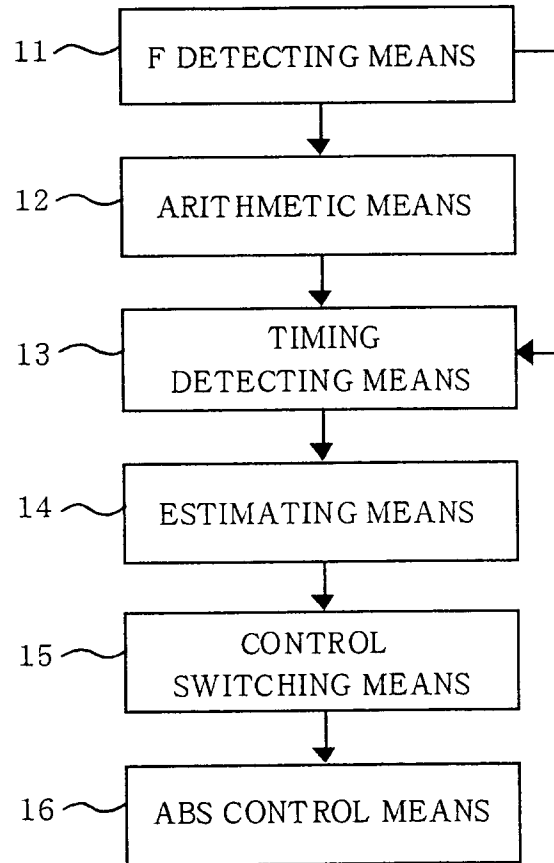 11 F DETECTING MEANS
12 ARITHMETIC MEANS
13 TIMING
DETECTING MEANS
14 ESTIMATING MEANS
15 CONTROL
SWITCHING MEANS
16 ABS CONTROL MEANS